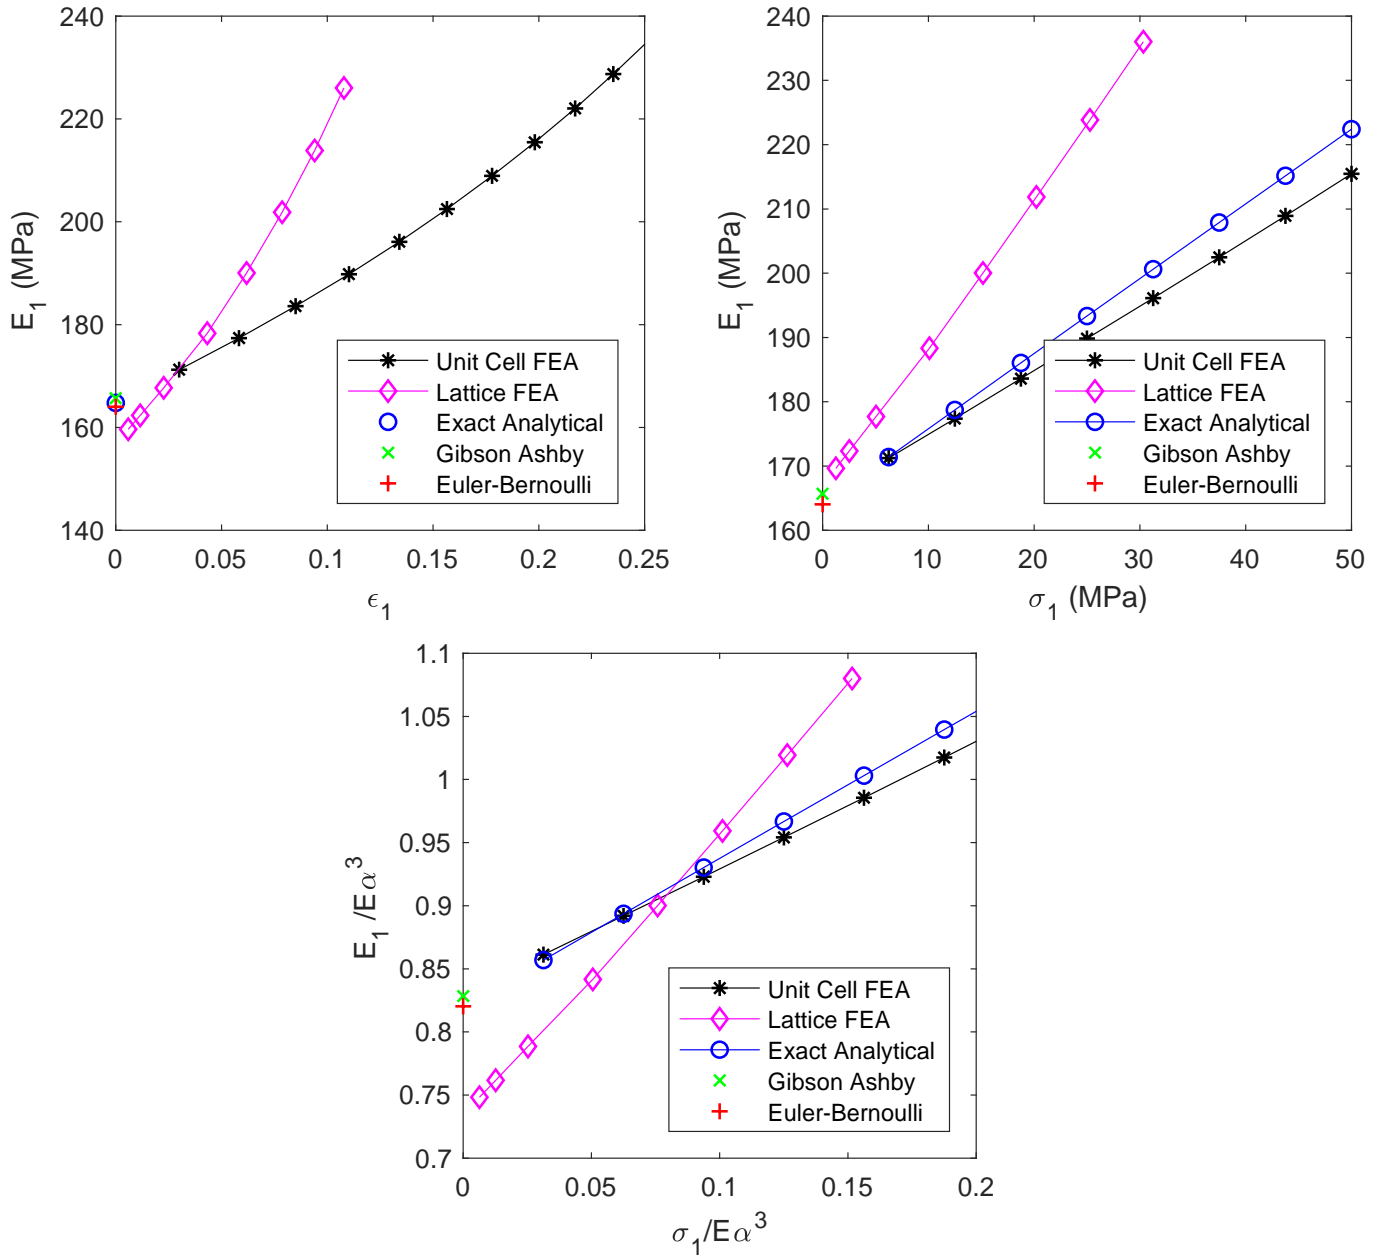 240
220
200
180
160
140
E₁ (MPa)
0
0.05
0.1
0.15
0.2
0.25
ϵ₁
Unit Cell FEA
Lattice FEA
Exact Analytical
Gibson Ashby
Euler-Bernoulli
240
230
220
210
200
190
180
170
160
E₁ (MPa)
0
10
20
30
40
50
σ₁ (MPa)
Unit Cell FEA
Lattice FEA
Exact Analytical
Gibson Ashby
Euler-Bernoulli
1.1
1.05
1
0.95
0.9
0.85
0.8
0.75
0.7
E₁/Eα³
0
0.05
0.1
0.15
0.2
σ₁/Eα³
Unit Cell FEA
Lattice FEA
Exact Analytical
Gibson Ashby
Euler-Bernoulli